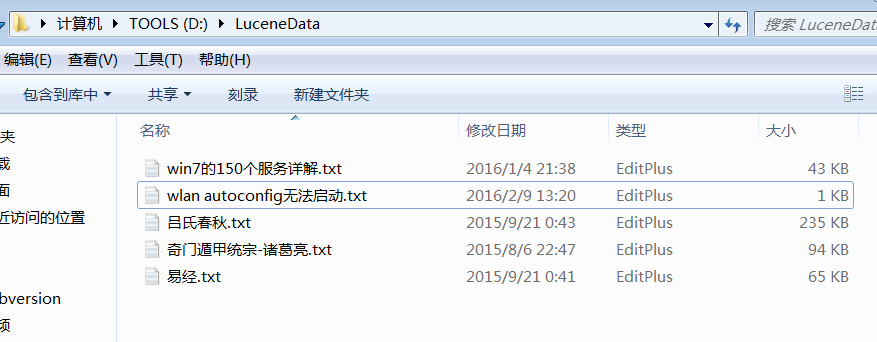 计算机 TOOLS (D:) LuceneData 搜索 LuceneData
编辑(E) 查看(V) 工具(T) 帮助(H)
包含到库中 共享 刻录 新建文件夹
名称 修改日期 类型 大小
夹
载
面
近访问的位置
bversion
频
win7的150个服务详解.txt 2016/1/4 21:38 EditPlus 43 KB
wlan autoconfig无法启动.txt 2016/2/9 13:20 EditPlus 1 KB
吕氏春秋.txt 2015/9/21 0:43 EditPlus 235 KB
奇门遁甲统宗-诸葛亮.txt 2015/8/6 22:47 EditPlus 94 KB
易经.txt 2015/9/21 0:41 EditPlus 65 KB